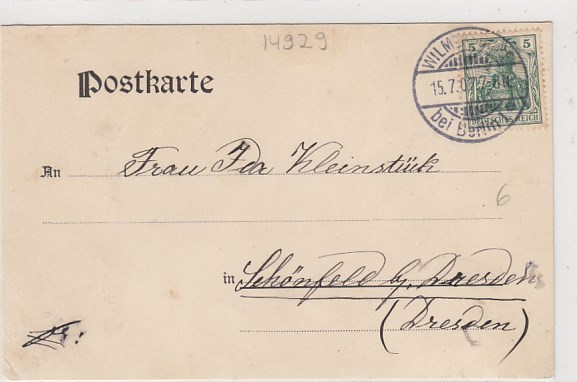 14929
Postkarte
5 5
DEUTSCHES REICH
15.7.0
bei Berlin
An Frau Ida Kleinstück
6
in Schönfeld b. Dresden
(Dresden)